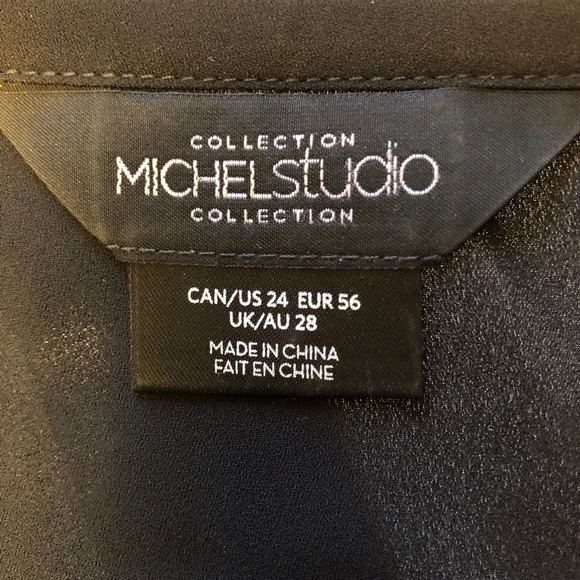 COLLECTION
MICHELstudio
COLLECTION
CAN/US 24 EUR 56
UK/AU 28
MADE IN CHINA
FAIT EN CHINE